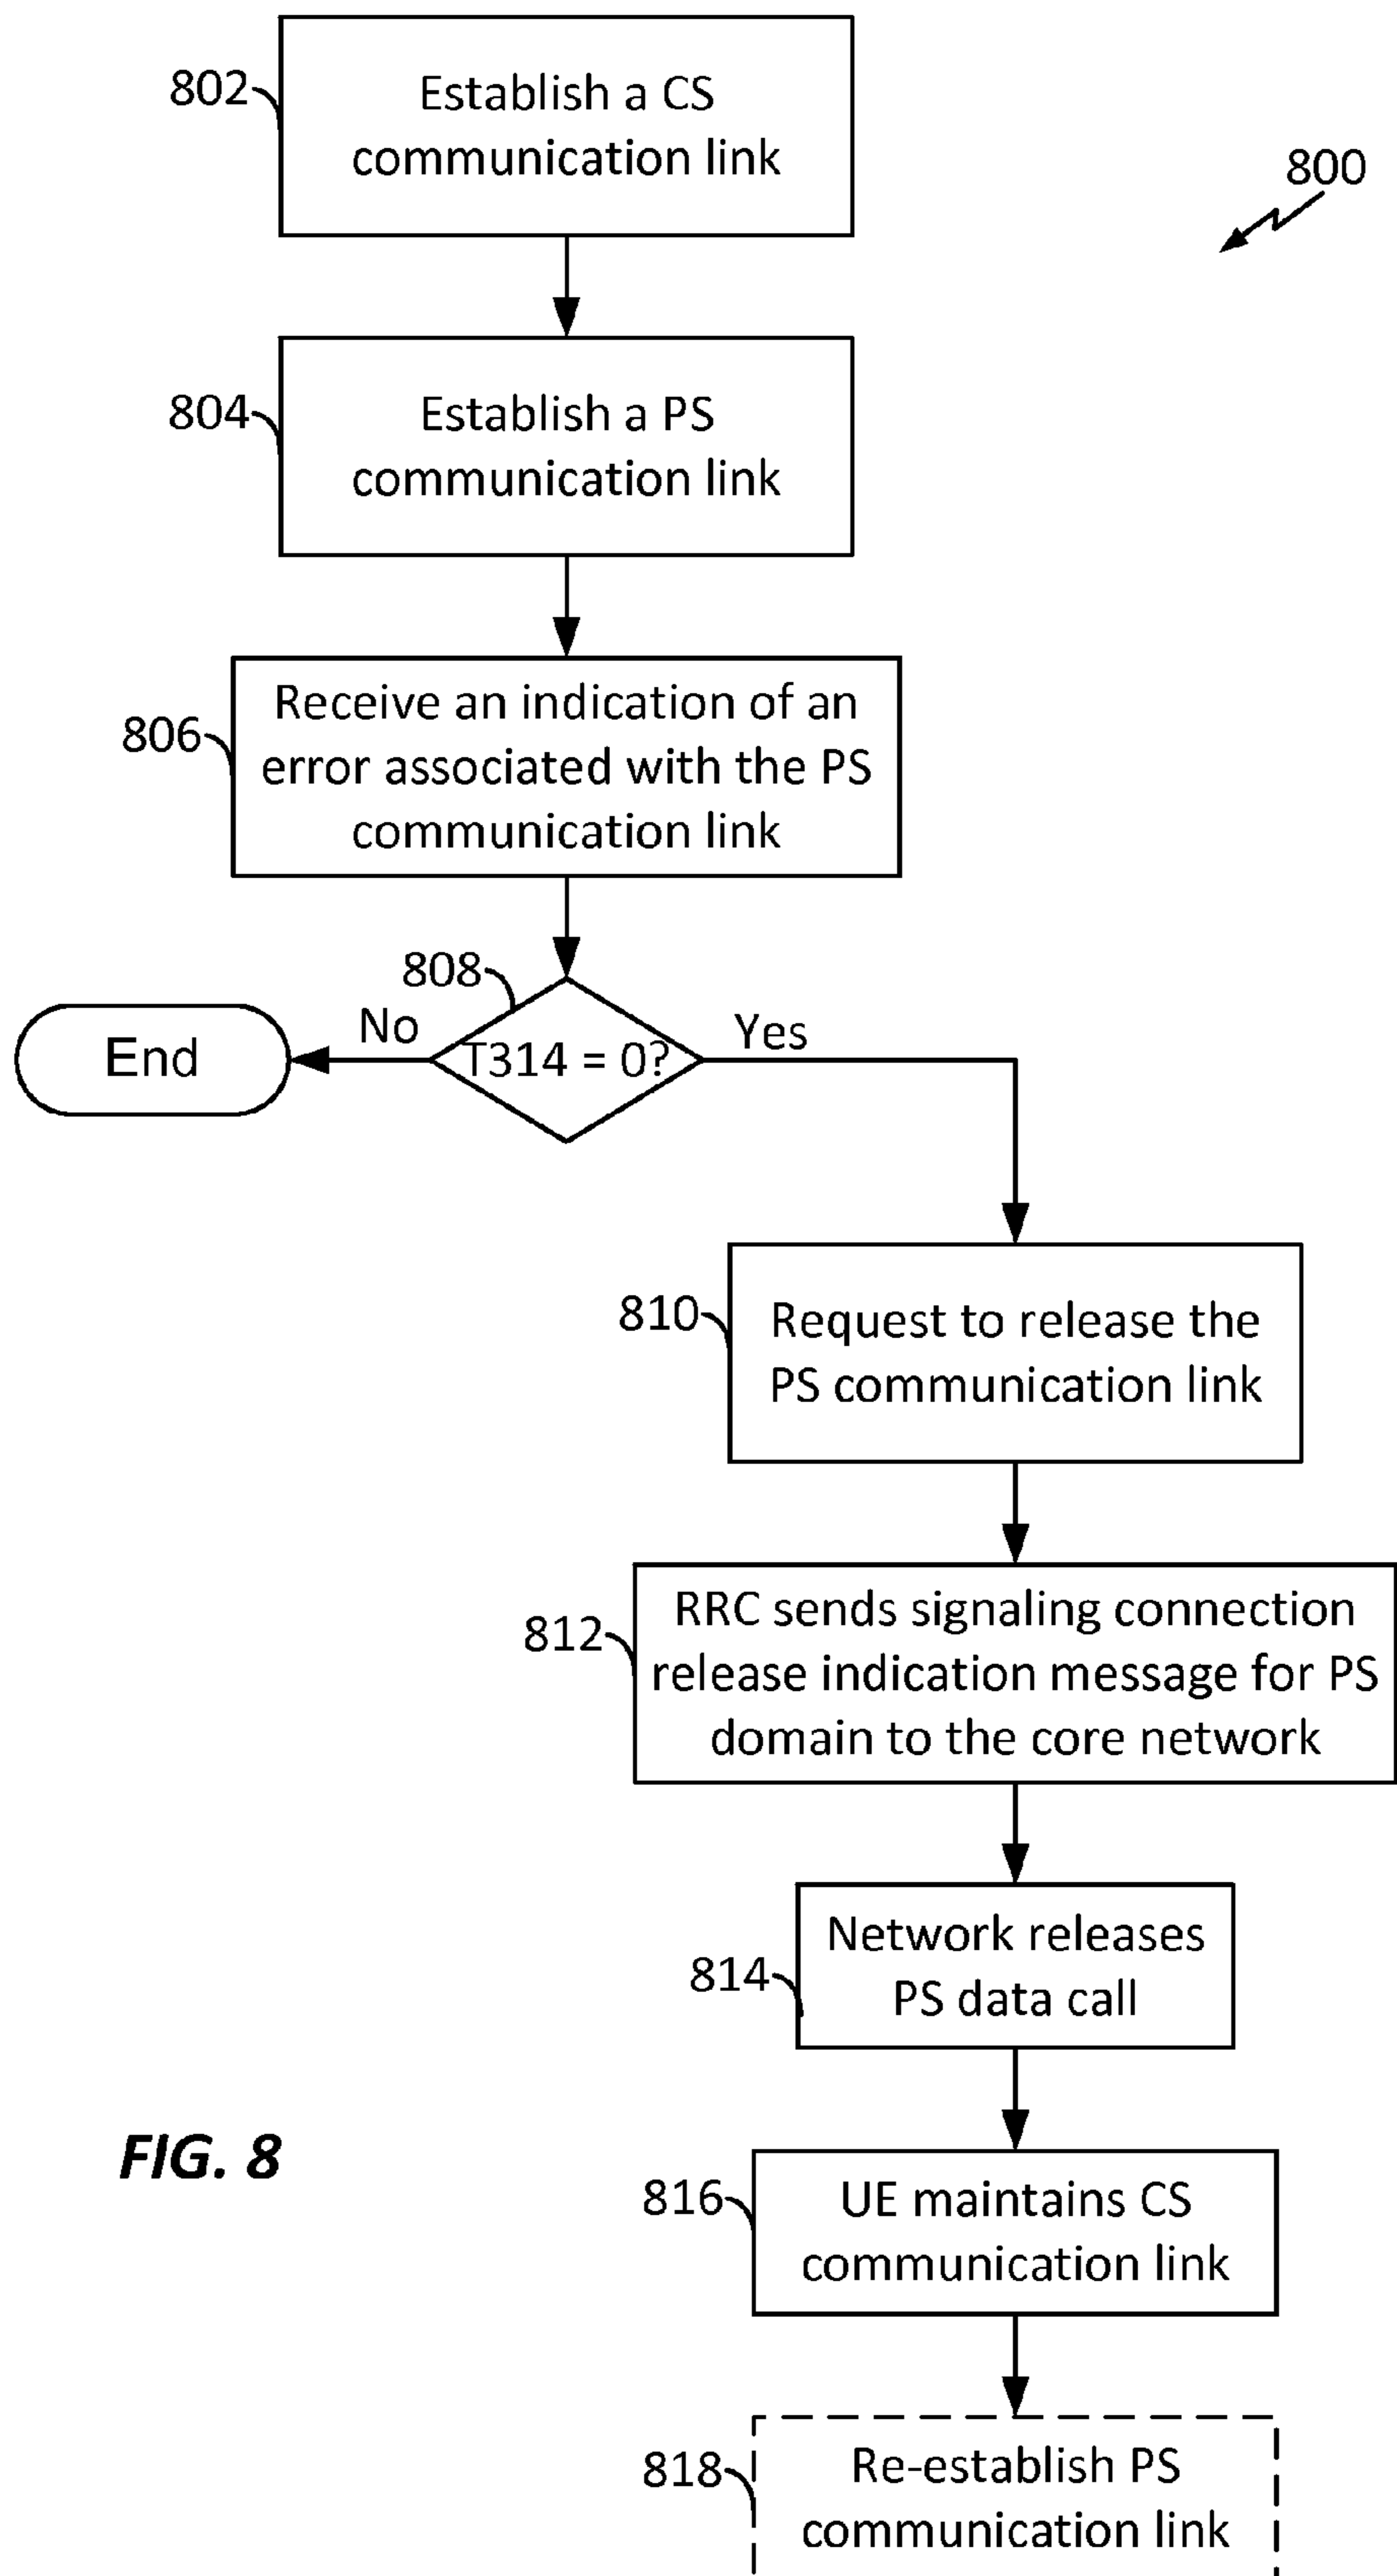 802
Establish a CS
communication link
800
804
Establish a PS
communication link
806
Receive an indication of an
error associated with the PS
communication link
808
End
No
T314 = 0?
Yes
810
Request to release the
PS communication link
812
RRC sends signaling connection
release indication message for PS
domain to the core network
814
Network releases
PS data call
FIG. 8
816
UE maintains CS
communication link
818
Re-establish PS
communication link